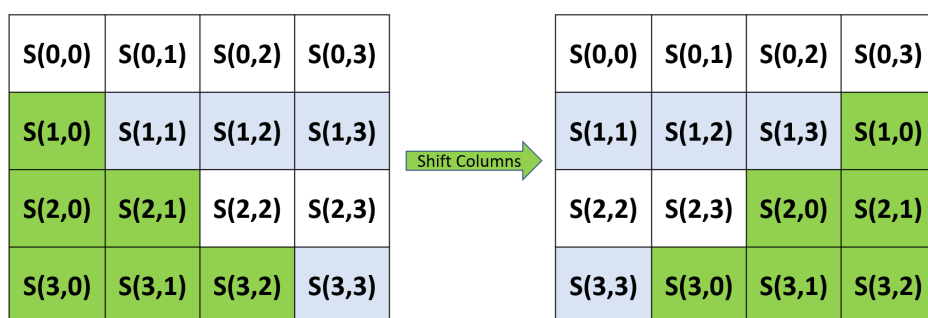 S(0,0) S(0,1) S(0,2) S(0,3) S(0,0) S(0,1) S(0,2) S(0,3)
S(1,0) S(1,1) S(1,2) S(1,3) S(1,1) S(1,2) S(1,3) S(1,0)
Shift Columns
S(2,0) S(2,1) S(2,2) S(2,3) S(2,2) S(2,3) S(2,0) S(2,1)
S(3,0) S(3,1) S(3,2) S(3,3) S(3,3) S(3,0) S(3,1) S(3,2)